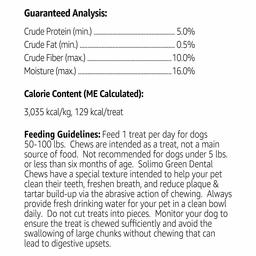 Guaranteed Analysis:
Crude Protein (min.) 5.0%
Crude Fat (min.) 0.5%
Crude Fiber (max.) 10.0%
Moisture (max.) 16.0%
Calorie Content (ME Calculated):
3,035 kcal/kg, 129 kcal/treat
Feeding Guidelines: Feed 1 treat per day for dogs
50-100 lbs. Chews are intended as a treat, not a main
source of food. Not recommended for dogs under 5 lbs.
or less than six months of age. Solimo Green Dental
Chews have a special texture intended to help your pet
clean their teeth, freshen breath, and reduce plaque &
tartar build-up via the abrasive action of chewing. Always
provide fresh drinking water for your pet in a clean bowl
daily. Do not cut treats into pieces. Monitor your dog to
ensure the treat is chewed sufficiently and avoid the
swallowing of large chunks without chewing that can
lead to digestive upsets.